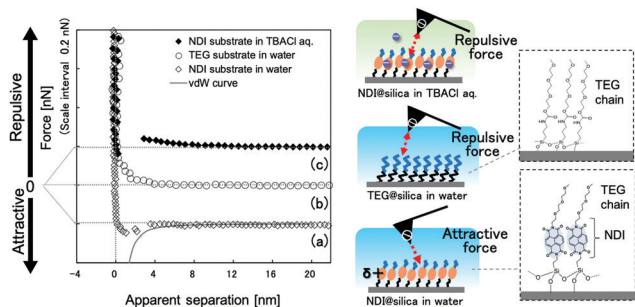 Repulsive
0
Attractive
Force [nN]
(Scale interval 0.2 nN)
NDI substrate in TBACl aq.
TEG substrate in water
NDI substrate in water
vdW curve
(c)
(b)
(a)
-4 0 4 8 12 16 20
Apparent separation [nm]
Repulsive
force
NDI@silica in TBACl aq.
Repulsive
force
TEG@silica in water
Attractive
force
δ+
NDI@silica in water
TEG
chain
TEG
chain
NDI